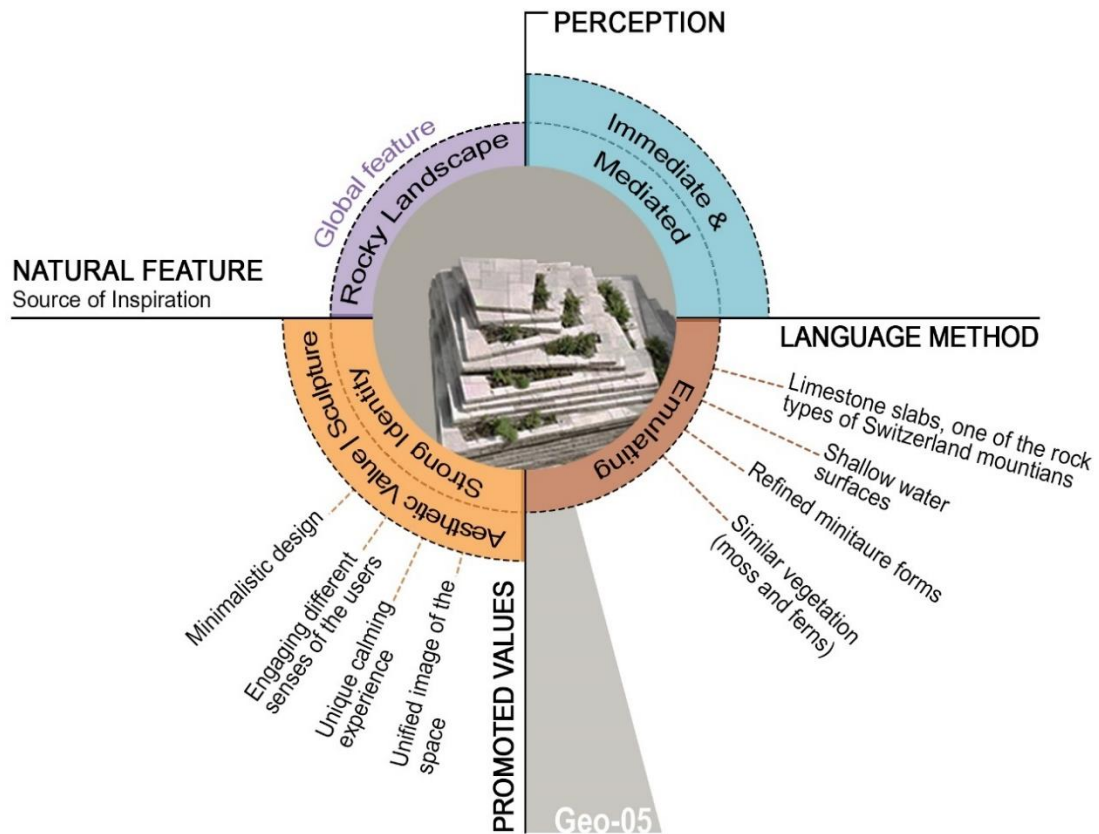 PERCEPTION
Immediate &
Mediated
Global feature
Rocky Landscape
NATURAL FEATURE
Source of Inspiration
LANGUAGE METHOD
Emulating
Limestone slabs, one of the rock
types of Switzerland mountians
Shallow water
surfaces
Refined minitaure forms
Similar vegetation
(moss and ferns)
Strong Identity
Aesthetic Value | Sculpture
Minimalistic design
Engaging different
senses of the users
Unique calming
experience
Unified image of the
space
PROMOTED VALUES
Geo-05